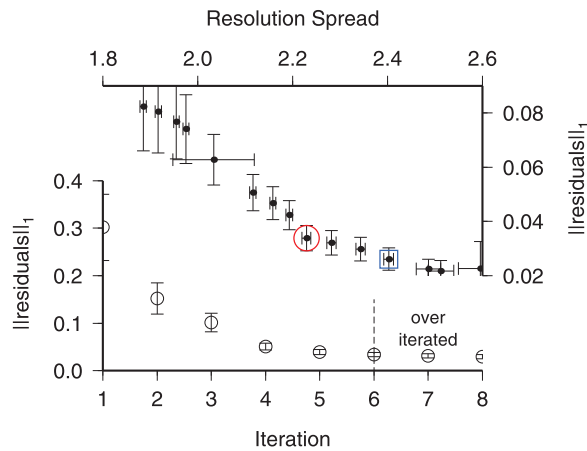 Resolution Spread
1.8 2.0 2.2 2.4 2.6
0.08
0.06
0.04
0.02
||residuals||1
0.4
0.3
0.2
0.1
0.0
||residuals||1
over
iterated
1 2 3 4 5 6 7 8
Iteration